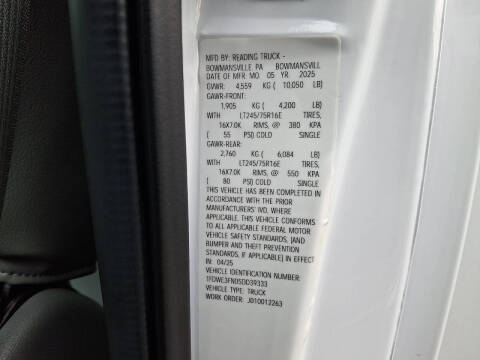 MFD BY: READING TRUCK -
BOWMANSVILLE, PA BOWMANSVILL
DATE OF MFR: MO. 05 YR. 2025
GVWR: 4,559 KG ( 10,050 LB)
GAWR-FRONT:
1,905 KG ( 4,200 LB)
WITH LT245/75R16E TIRES,
16X7.0K RIMS, @ 380 KPA
( 55 PSI) COLD SINGLE
GAWR-REAR:
2,760 KG ( 6,084 LB)
WITH LT245/75R16E TIRES,
16X7.0K RIMS, @ 550 KPA
( 80 PSI) COLD SINGLE
THIS VEHICLE HAS BEEN COMPLETED IN
ACCORDANCE WITH THE PRIOR
MANUFACTURERS' IVD, WHERE
APPLICABLE. THIS VEHICLE CONFORMS
TO ALL APPLICABLE FEDERAL MOTOR
VEHICLE SAFETY STANDARDS, [AND
BUMPER AND THEFT PREVENTION
STANDARDS, IF APPLICABLE] IN EFFECT
IN: 04/25
VEHICLE IDENTIFICATION NUMBER:
1FDWE3FN0SDD39333
VEHICLE TYPE: TRUCK
WORK ORDER: J010012263